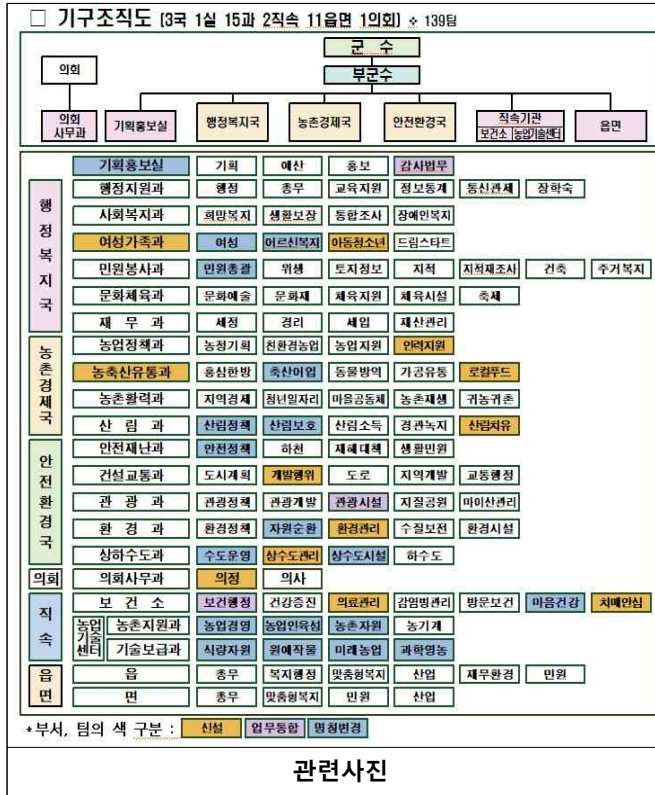 □ 기구조직도 [3국 1실 15과 2직속 11읍면 1의회] ※ 139팀
군 수
의회
부군수
의회사무과 기획홍보실 행정복지국 농촌경제국 안전환경국 직속기관 보건소 농업기술센터 읍면
기획홍보실 기획 예산 홍보 감사법무
행정복지국
행정지원과 행정 총무 교육지원 정보통계 통신관제 장학숙
사회복지과 희망복지 생활보장 통합조사 장애인복지
여성가족과 여성 어르신복지 아동청소년 드림스타트
민원봉사과 민원총괄 위생 토지정보 지적 지적재조사 건축 주거복지
문화체육과 문화예술 문화재 체육지원 체육시설 축제
재 무 과 세정 경리 세입 재산관리
농촌경제국
농업정책과 농정기획 친환경농업 농업지원 인력지원
농축산유통과 홍삼한방 축산어업 동물방역 가공유통 로컬푸드
농촌활력과 지역경제 청년일자리 마을공동체 농촌재생 귀농귀촌
산 림 과 산림정책 산림보호 산림소득 경관녹지 산림치유
안전환경국
안전재난과 안전정책 하천 재해대책 생활민원
건설교통과 도시계획 개발행위 도로 지역개발 교통행정
관 광 과 관광정책 관광개발 관광시설 지질공원 마이산관리
환 경 과 환경정책 자원순환 환경관리 수질보전 환경시설
상하수도과 수도운영 상수도관리 상수도시설 하수도
의회 의회사무과 의정 의사
직속
보 건 소 보건행정 건강증진 의료관리 감염병관리 방문보건 마음건강 치매안심
농업기술센터
농촌지원과 농업경영 농업인육성 농촌자원 농기계
기술보급과 식량자원 원예작물 미래농업 과학영농
읍면
읍 총무 복지행정 맞춤형복지 산업 재무환경 민원
면 총무 맞춤형복지 민원 산업
*부서, 팀의 색 구분 : 신설 업무통합 명칭변경
관련사진